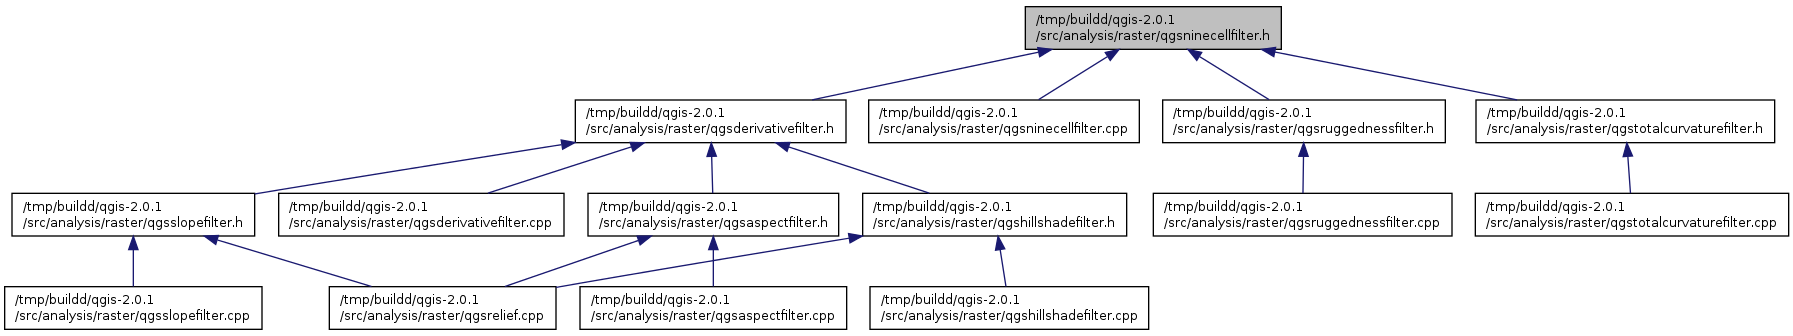 /tmp/buildd/qgis-2.0.1
/src/analysis/raster/qgsninecellfilter.h
/tmp/buildd/qgis-2.0.1
/src/analysis/raster/qgsderivativefilter.h
/tmp/buildd/qgis-2.0.1
/src/analysis/raster/qgsninecellfilter.cpp
/tmp/buildd/qgis-2.0.1
/src/analysis/raster/qgsruggednessfilter.h
/tmp/buildd/qgis-2.0.1
/src/analysis/raster/qgstotalcurvaturefilter.h
/tmp/buildd/qgis-2.0.1
/src/analysis/raster/qgsslopefilter.h
/tmp/buildd/qgis-2.0.1
/src/analysis/raster/qgsderivativefilter.cpp
/tmp/buildd/qgis-2.0.1
/src/analysis/raster/qgsaspectfilter.h
/tmp/buildd/qgis-2.0.1
/src/analysis/raster/qgshillshadefilter.h
/tmp/buildd/qgis-2.0.1
/src/analysis/raster/qgsruggednessfilter.cpp
/tmp/buildd/qgis-2.0.1
/src/analysis/raster/qgstotalcurvaturefilter.cpp
/tmp/buildd/qgis-2.0.1
/src/analysis/raster/qgsslopefilter.cpp
/tmp/buildd/qgis-2.0.1
/src/analysis/raster/qgsrelief.cpp
/tmp/buildd/qgis-2.0.1
/src/analysis/raster/qgsaspectfilter.cpp
/tmp/buildd/qgis-2.0.1
/src/analysis/raster/qgshillshadefilter.cpp